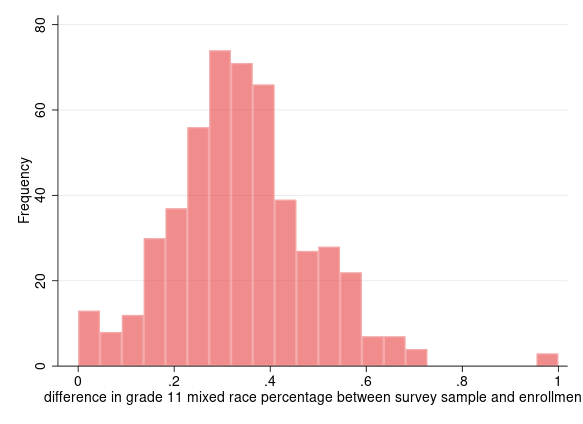 80
60
40
20
0
Frequency
0 .2 .4 .6 .8 1
difference in grade 11 mixed race percentage between survey sample and enrollmen